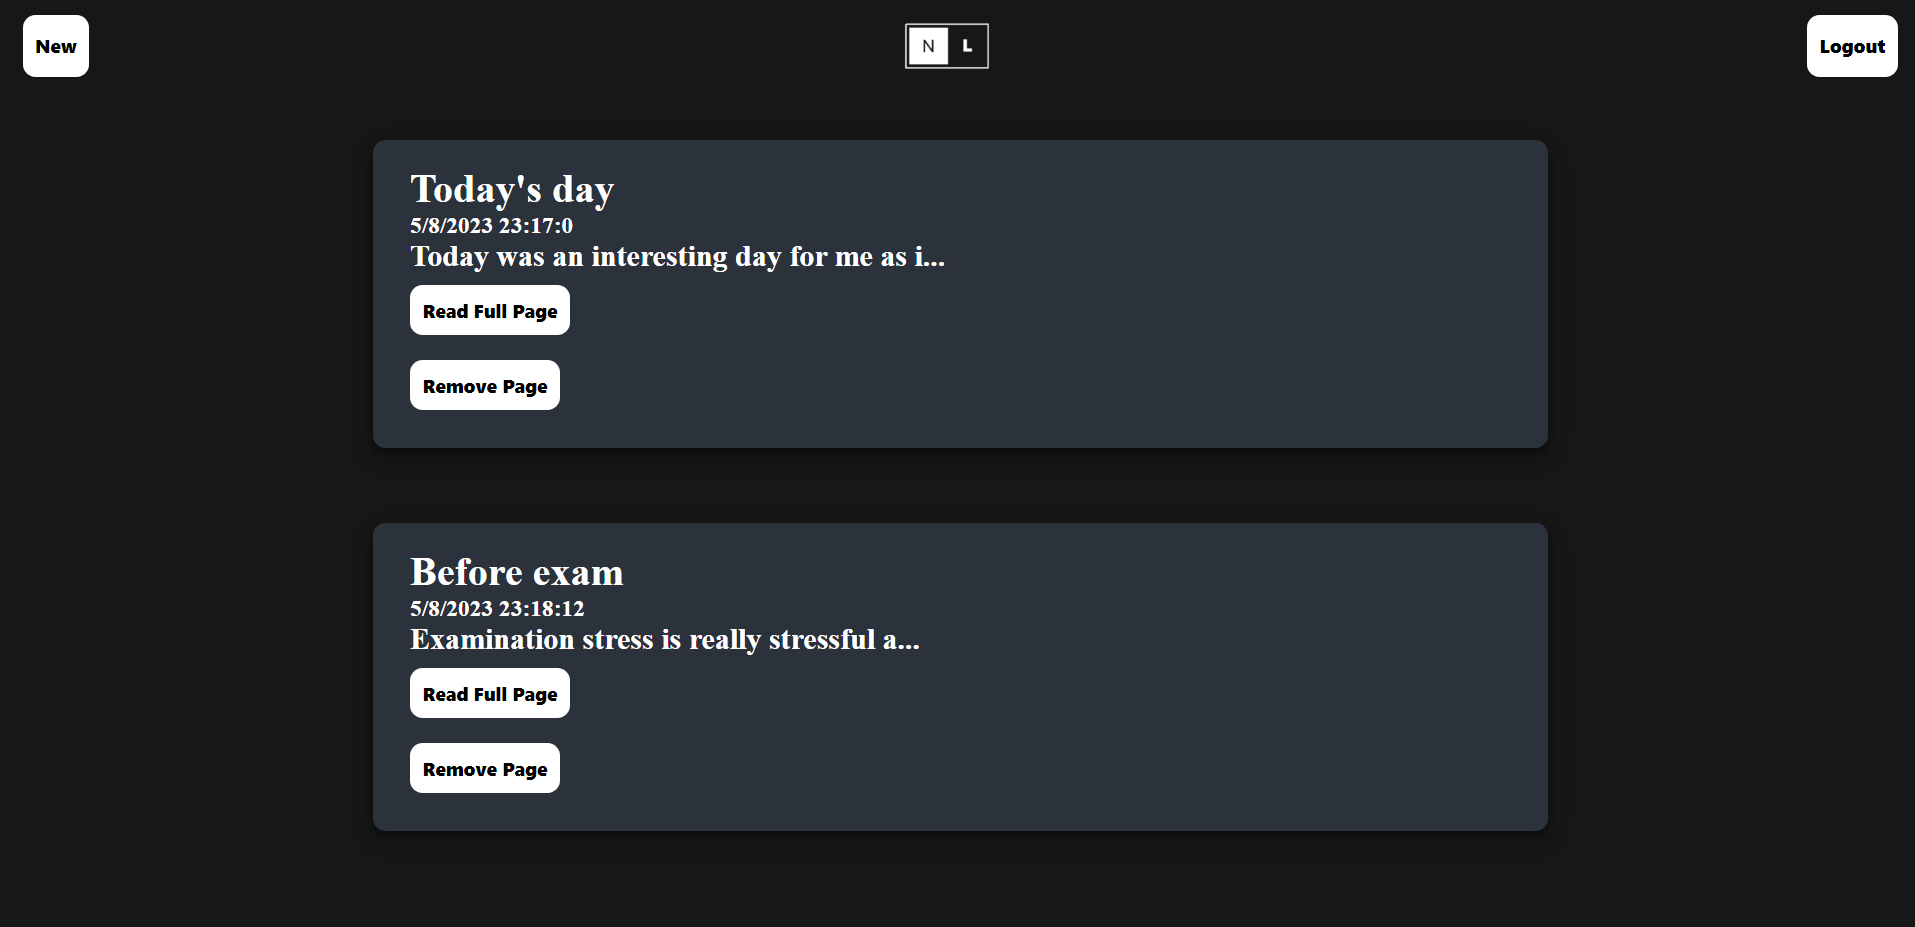 New
N L
Logout
Today's day
5/8/2023 23:17:0
Today was an interesting day for me as i...
Read Full Page
Remove Page
Before exam
5/8/2023 23:18:12
Examination stress is really stressful a...
Read Full Page
Remove Page